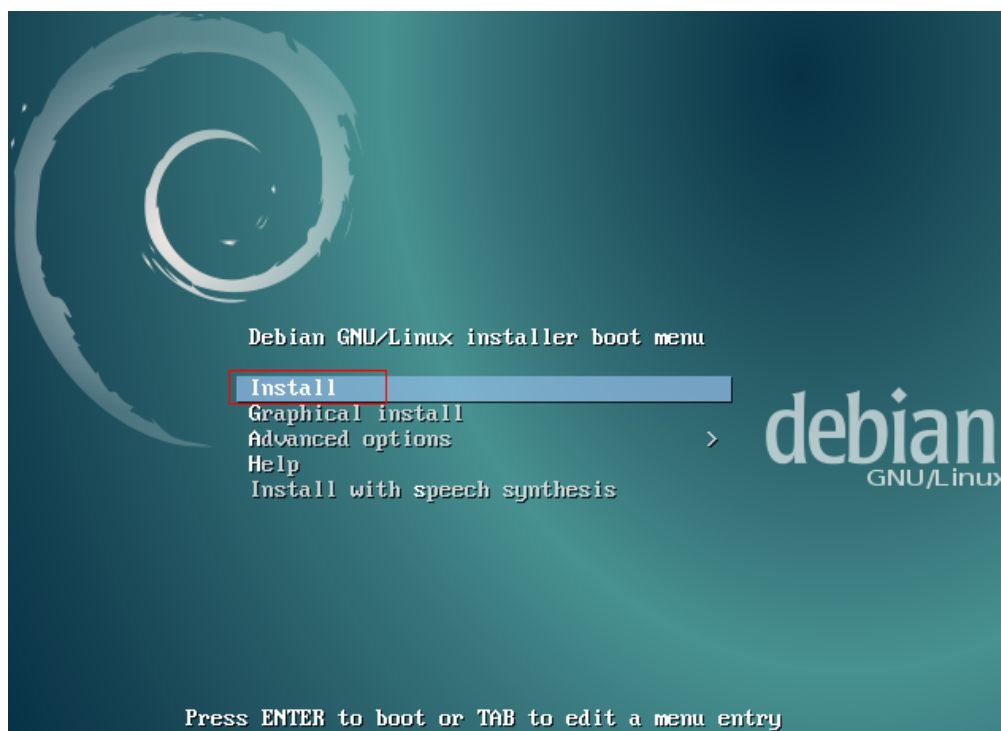 Debian GNU/Linux installer boot menu
Install
Graphical install
Advanced options >
Help
Install with speech synthesis
debian
GNU/Linux
Press ENTER to boot or TAB to edit a menu entry